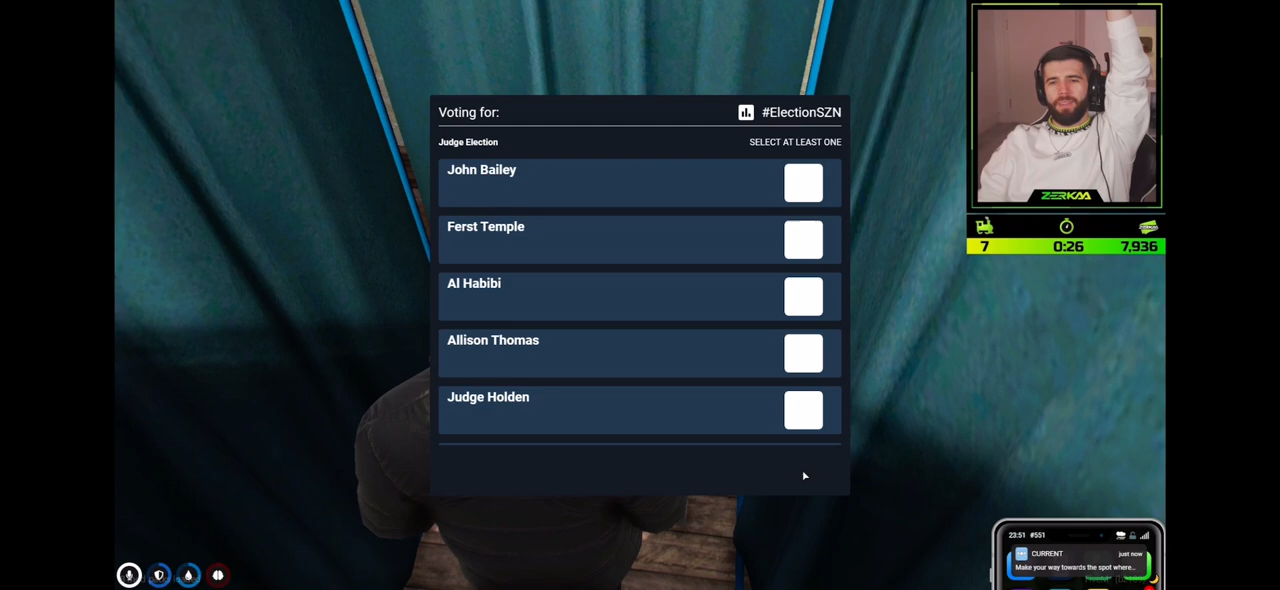 Voting for:
#ElectionSZN
Judge Election
SELECT AT LEAST ONE
John Bailey
Ferst Temple
Al Habibi
Allison Thomas
Judge Holden
ZERKAA
7
0:26
7,936
23:51 #551
CURRENT
just now
Make your way towards the spot where...